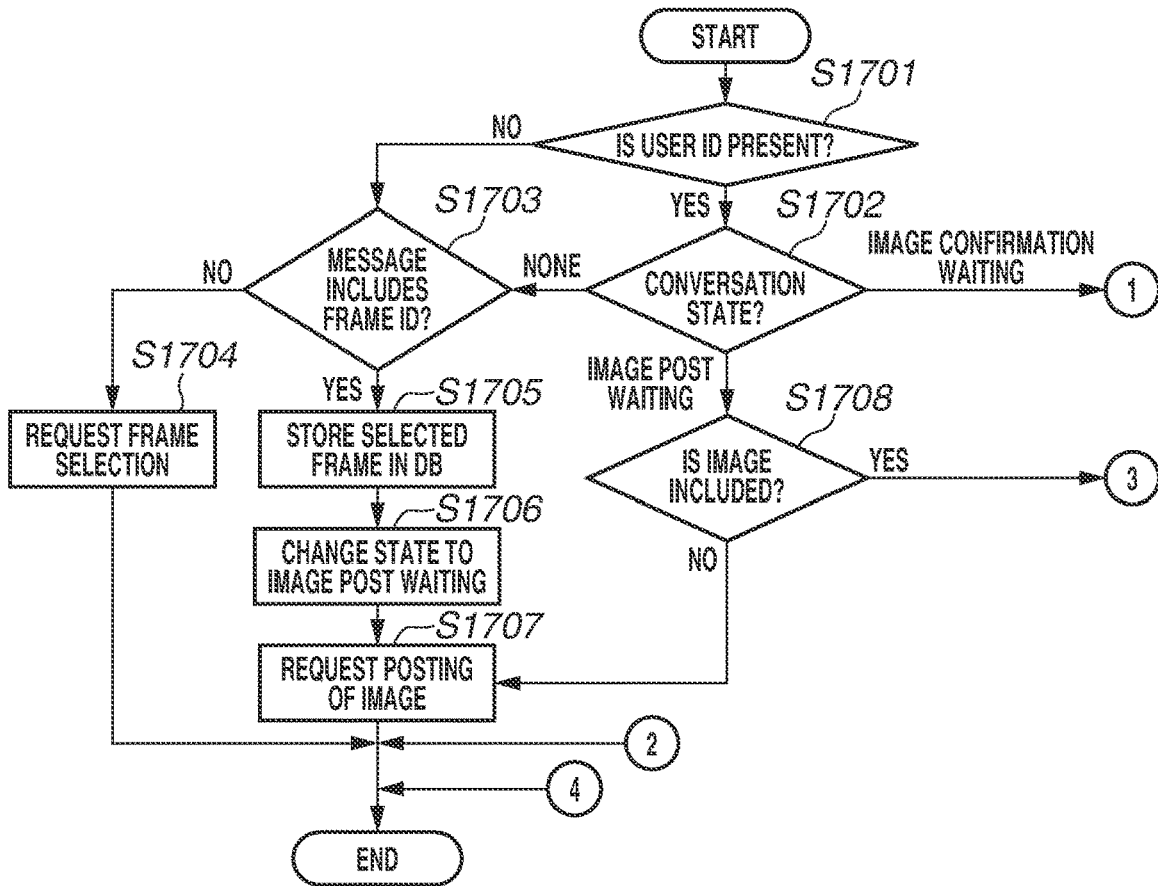 START
S1701
NO
IS USER ID PRESENT?
YES
S1702
S1703
IMAGE CONFIRMATION
WAITING
NO
MESSAGE
INCLUDES
FRAME ID?
NONE
CONVERSATION
STATE?
1
S1704
YES
S1705
IMAGE POST
WAITING
S1708
REQUEST FRAME
SELECTION
STORE SELECTED
FRAME IN DB
IS IMAGE
INCLUDED?
YES
3
S1706
CHANGE STATE TO
IMAGE POST WAITING
NO
S1707
REQUEST POSTING
OF IMAGE
2
4
END